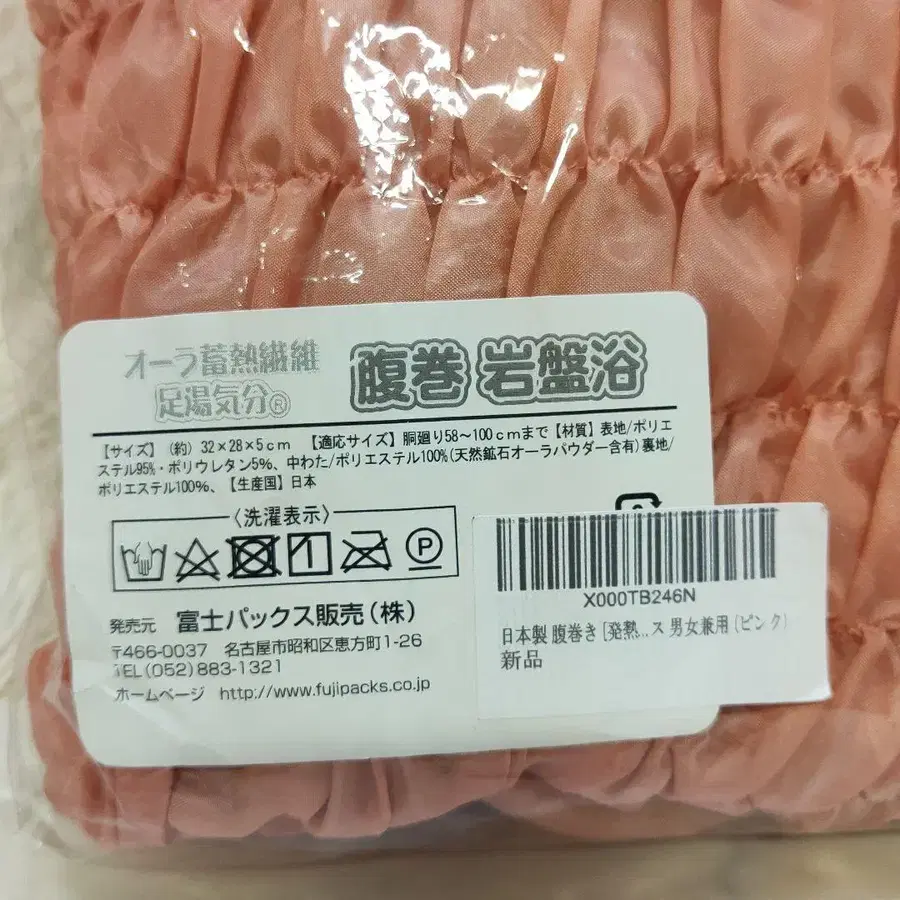 オーラ蓄熱繊維
足湯気分®
腹巻 岩盤浴
【サイズ】(約)32×28×5cm 【適応サイズ】胴廻り58～100cmまで【材質】表地/ポリエ
ステル95%・ポリウレタン5%、中わた/ポリエステル100%(天然鉱石オーラパウダー含有)裏地/
ポリエステル100%、【生産国】日本
〈洗濯表示〉
P
発売元 富士パックス販売(株)
〒466-0037 名古屋市昭和区恵方町1-26
TEL(052)883-1321
ホームページ http://www.fujipacks.co.jp
X000TB246N
日本製 腹巻き [発熱...ス 男女兼用 (ピンク)
新品